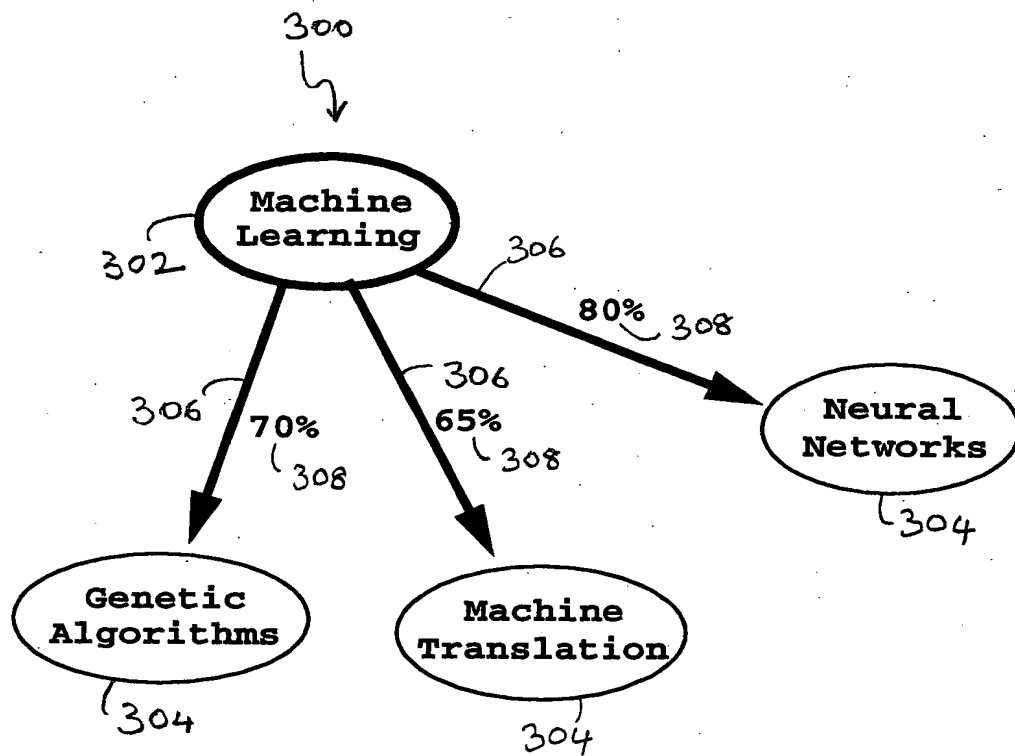 300
Machine
Learning
302
306
80%
308
306
306
70%
65%
308
308
Neural
Networks
304
Genetic
Algorithms
Machine
Translation
304
304